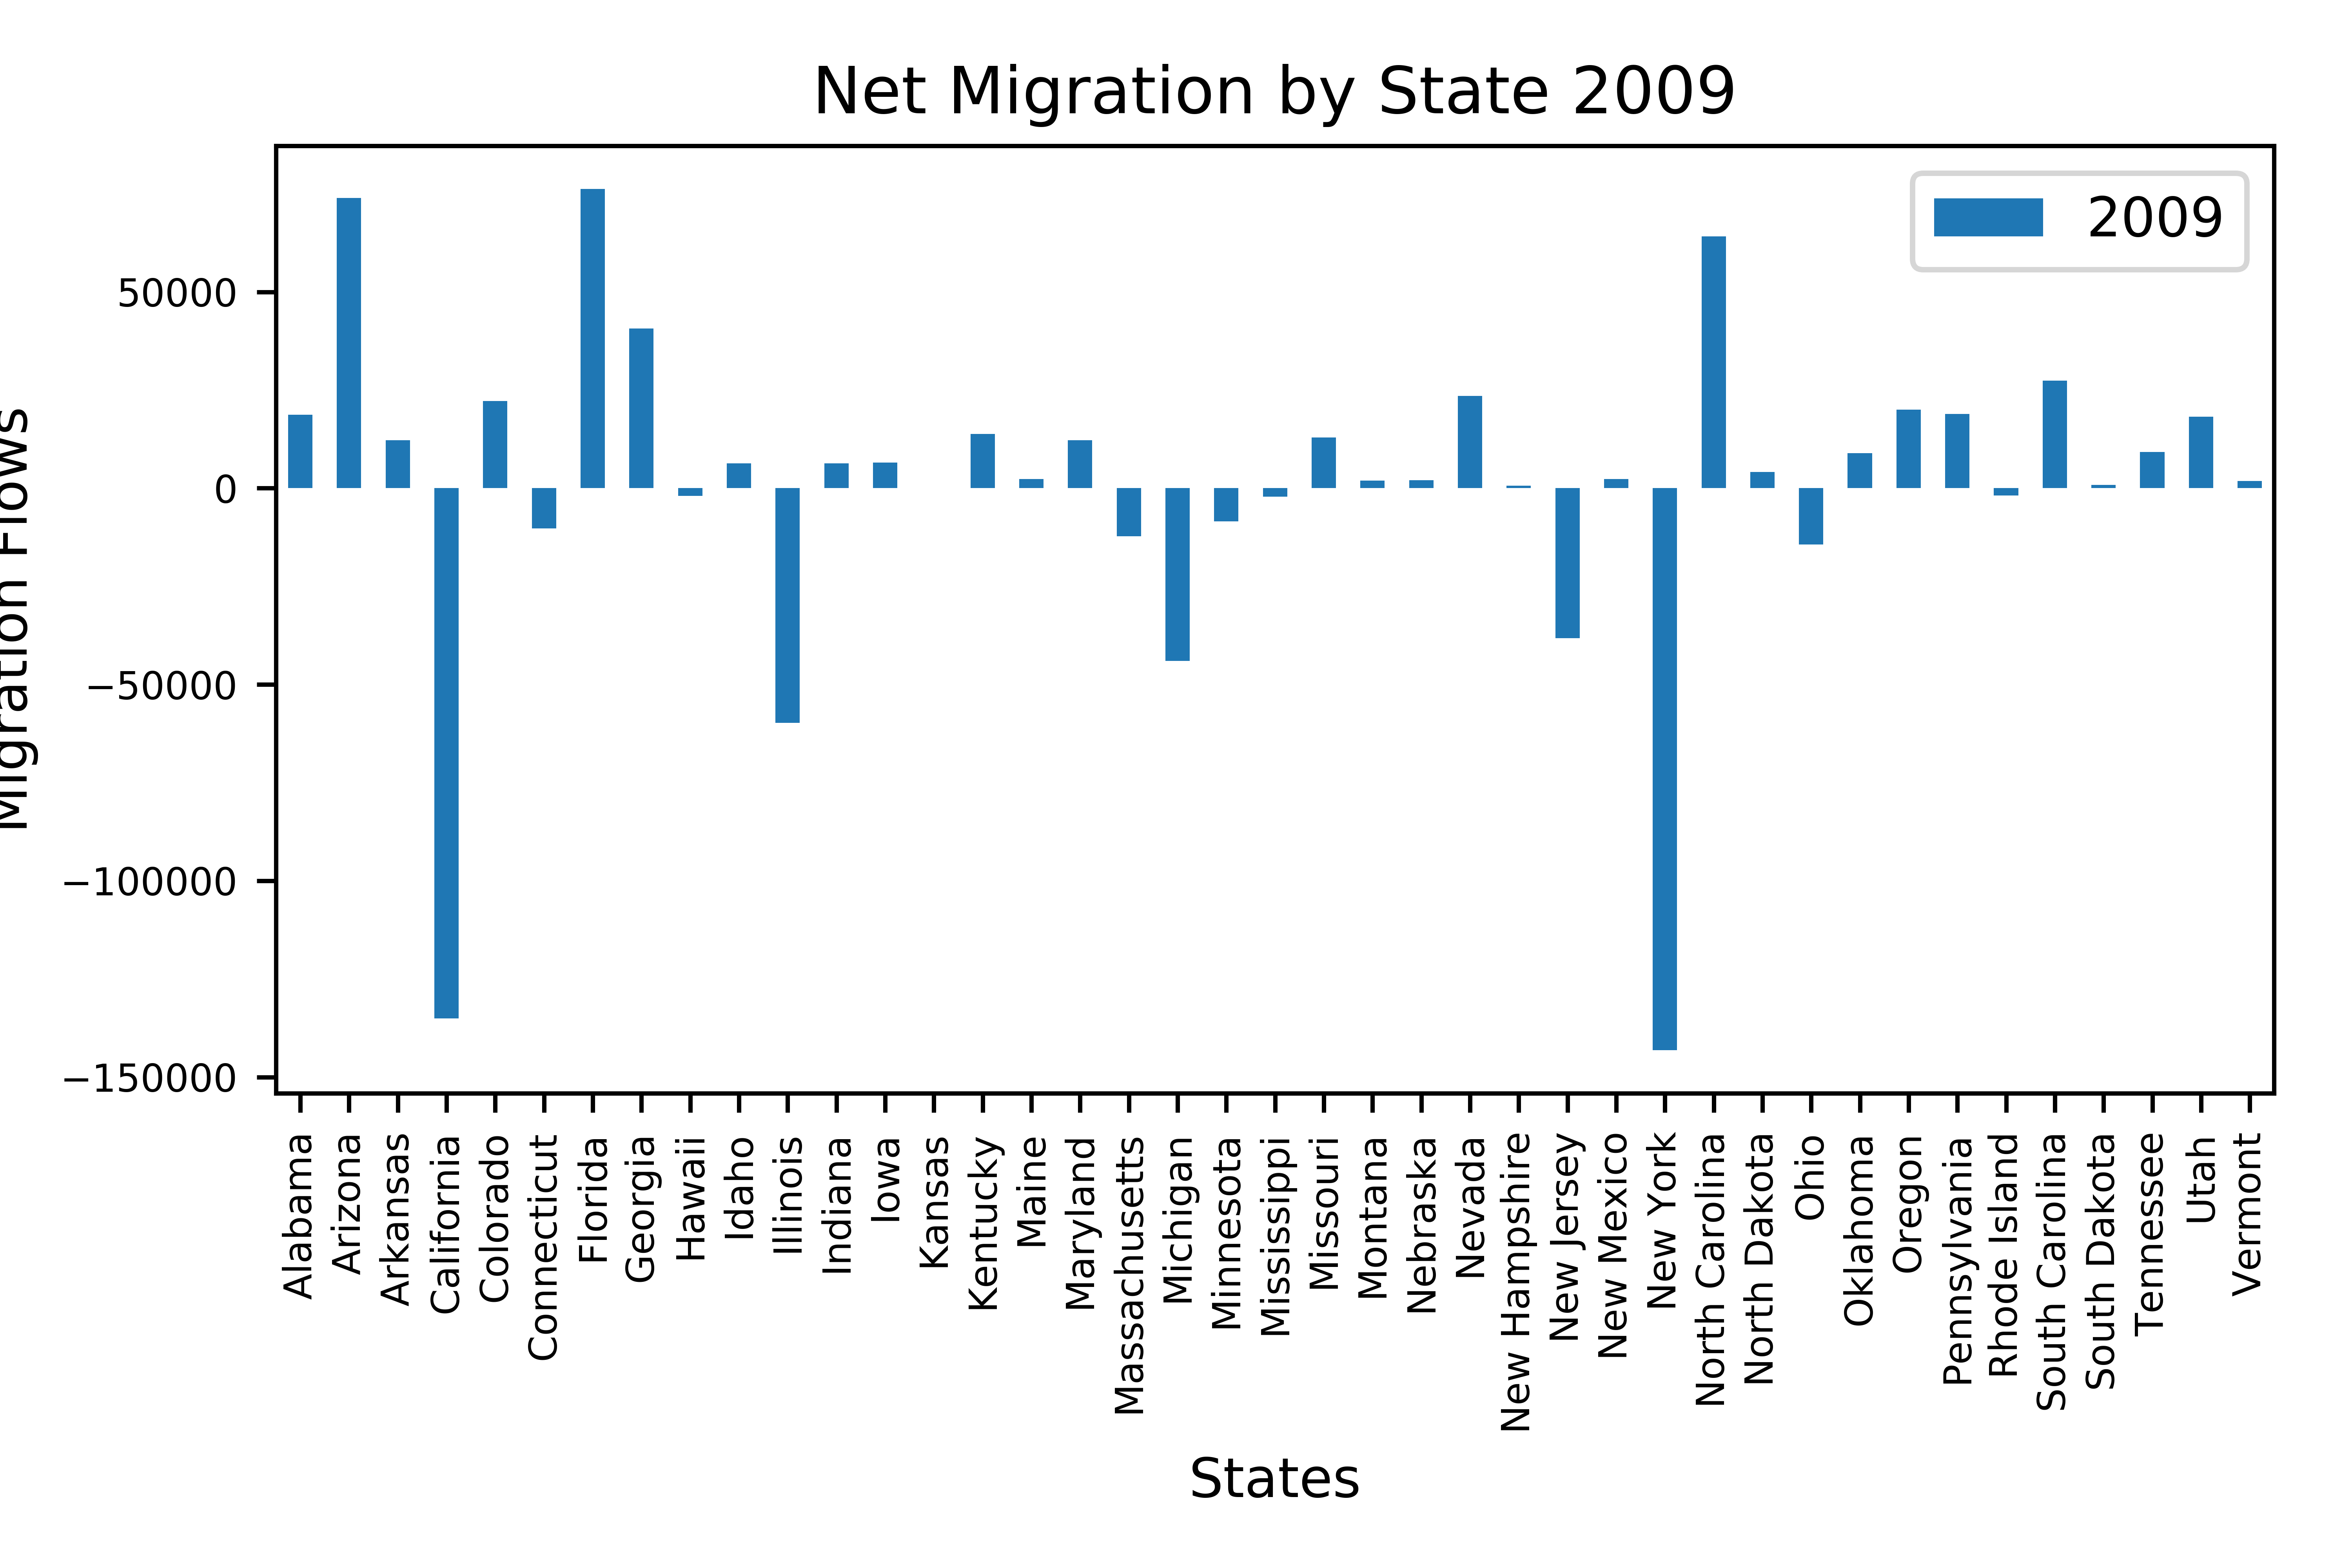 Net Migration by State 2009
2009
Migration Flows
50000
0
−50000
−100000
−150000
Alabama
Arizona
Arkansas
California
Colorado
Connecticut
Florida
Georgia
Hawaii
Idaho
Illinois
Indiana
Iowa
Kansas
Kentucky
Maine
Maryland
Massachusetts
Michigan
Minnesota
Mississippi
Missouri
Montana
Nebraska
Nevada
New Hampshire
New Jersey
New Mexico
New York
North Carolina
North Dakota
Ohio
Oklahoma
Oregon
Pennsylvania
Rhode Island
South Carolina
South Dakota
Tennessee
Utah
Vermont
States